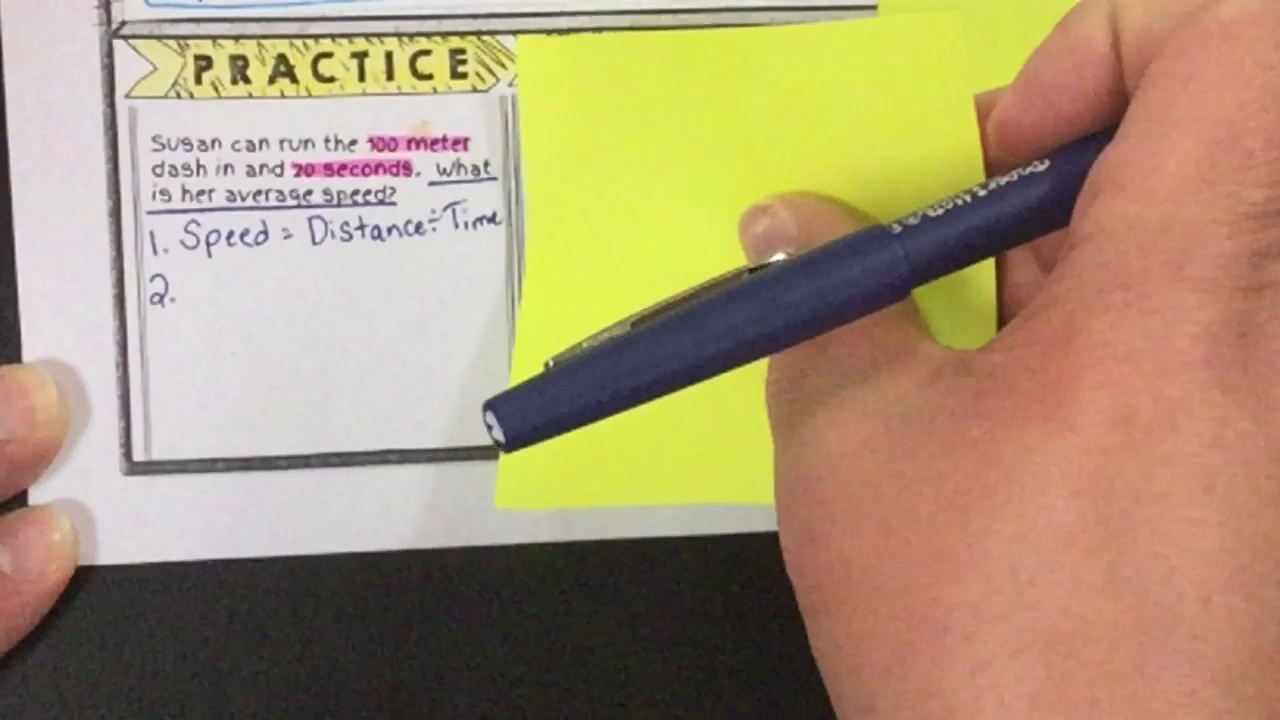 PRACTICE
Susan can run the 100 meter
dash in and 20 seconds. What
is her average speed?
1. Speed = Distance÷Time
2.